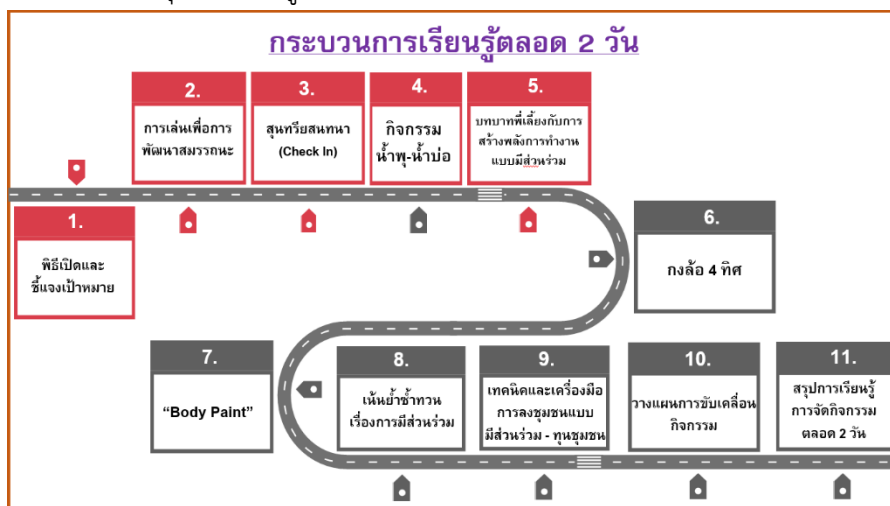 กระบวนการเรียนรู้ตลอด 2 วัน
1.
พิธีเปิดและ
ชี้แจงเป้าหมาย
2.
การเล่นเพื่อการ
พัฒนาสมรรถนะ
3.
สุนทรียสนทนา
(Check In)
4.
กิจกรรม
น้ำพุ-น้ำบ่อ
5.
บทบาทพี่เลี้ยงกับการ
สร้างพลังการทำงาน
แบบมีส่วนร่วม
6.
กงล้อ 4 ทิศ
7.
“Body Paint”
8.
เน้นย้ำซ้ำทวน
เรื่องการมีส่วนร่วม
9.
เทคนิคและเครื่องมือ
การลงชุมชนแบบ
มีส่วนร่วม - ทุนชุมชน
10.
วางแผนการขับเคลื่อน
กิจกรรม
11.
สรุปการเรียนรู้
การจัดกิจกรรม
ตลอด 2 วัน